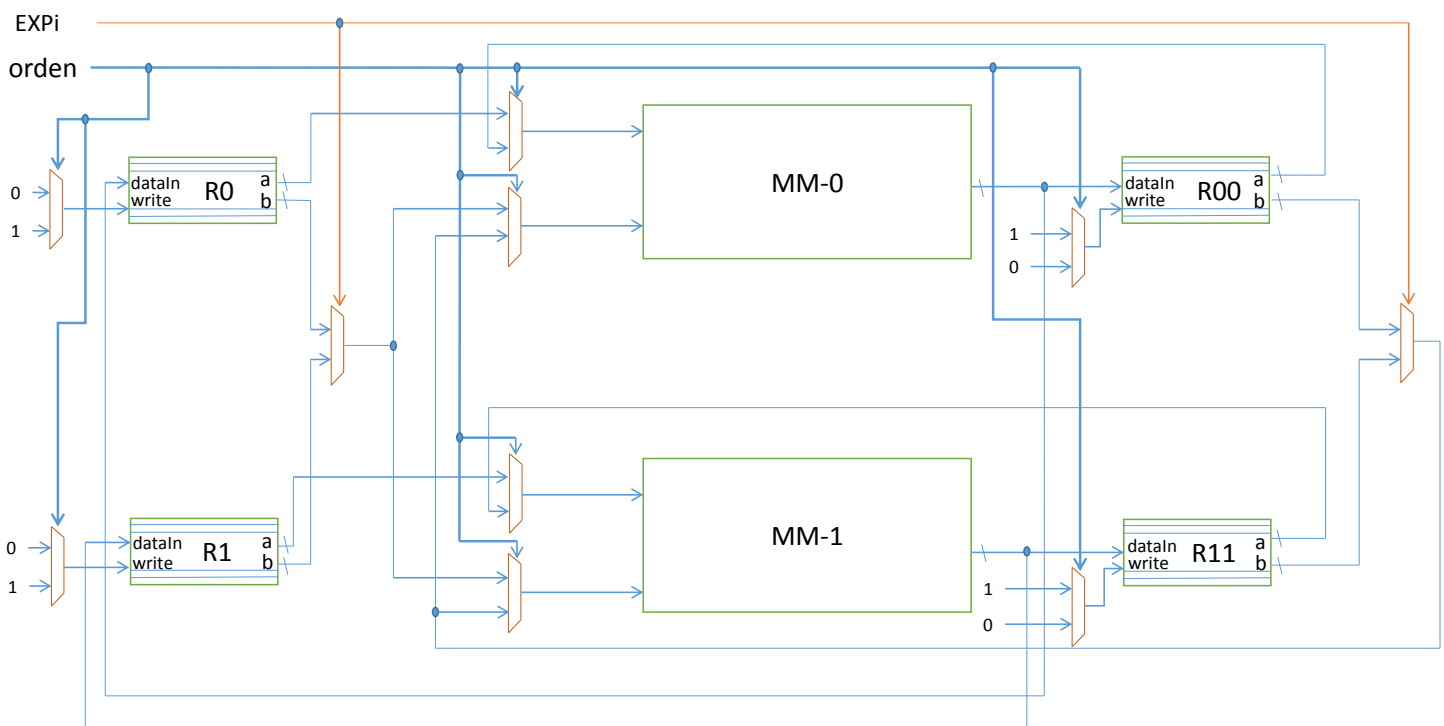 EXPi
orden
0
1
dataIn
write
R0
a
b
MM-0
dataIn
write
R00
a
b
1
0
0
1
dataIn
write
R1
a
b
MM-1
dataIn
write
R11
a
b
1
0